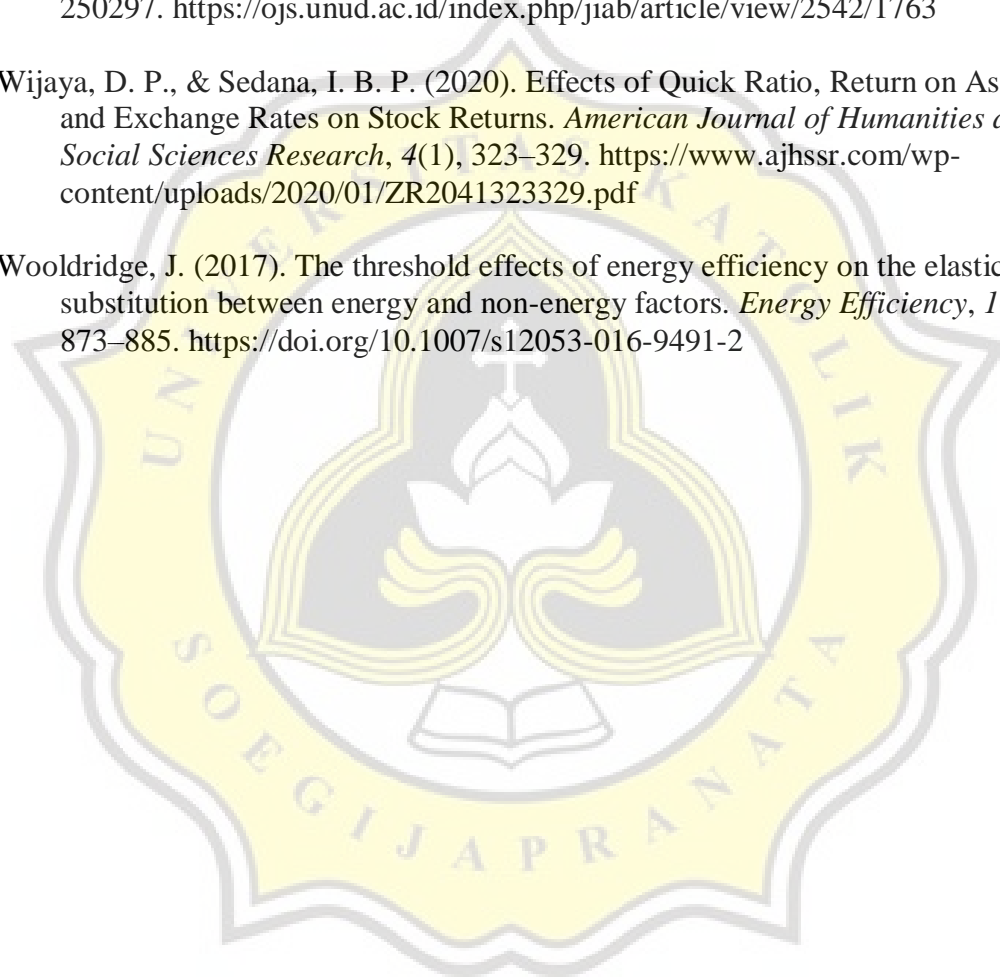 250297. https://ojs.unud.ac.id/index.php/jiab/article/view/2542/1763
Wijaya, D. P., & Sedana, I. B. P. (2020). Effects of Quick Ratio, Return on As
and Exchange Rates on Stock Returns. American Journal of Humanities a
Social Sciences Research, 4(1), 323–329. https://www.ajhssr.com/wp-
content/uploads/2020/01/ZR2041323329.pdf
Wooldridge, J. (2017). The threshold effects of energy efficiency on the elastic
substitution between energy and non-energy factors. Energy Efficiency, 1
873–885. https://doi.org/10.1007/s12053-016-9491-2
UNIVERSITAS KATOLIK
SOEGIJAPRANATA